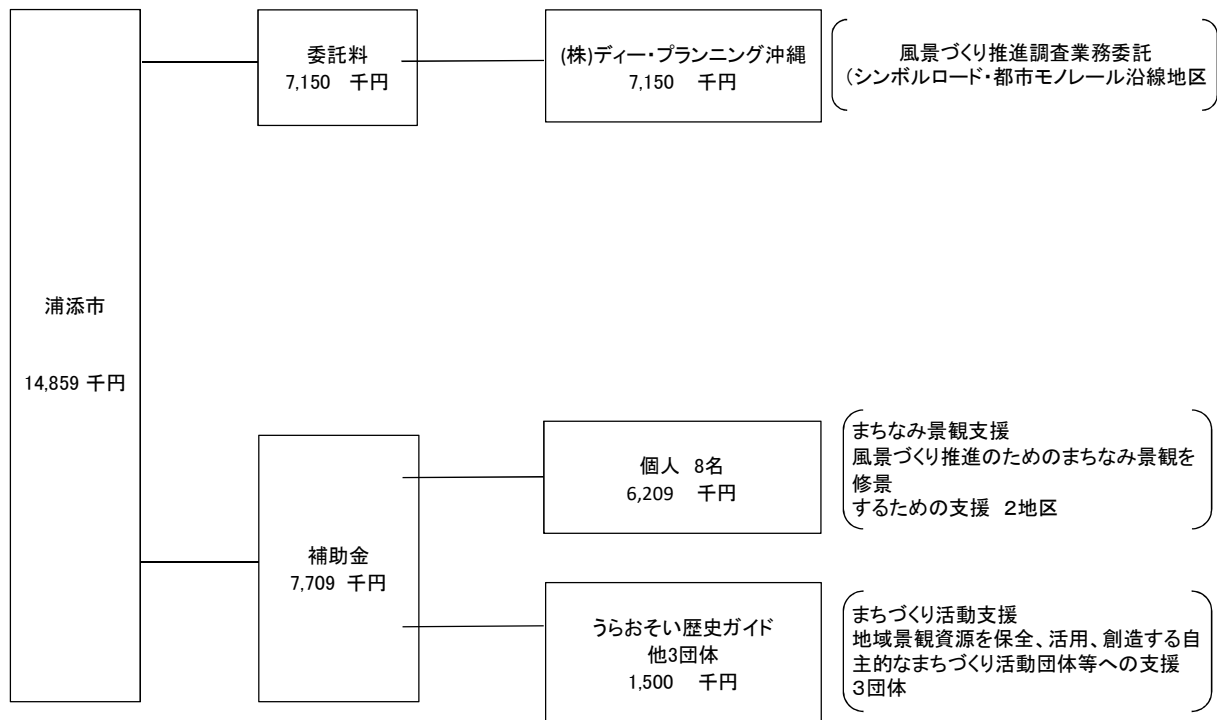 浦添市
14,859 千円
委託料
7,150 千円
(株)ディー・プランニング沖縄
7,150 千円
風景づくり推進調査業務委託
(シンボルロード・都市モノレール沿線地区
補助金
7,709 千円
個人 8名
6,209 千円
まちなみ景観支援
風景づくり推進のためのまちなみ景観を
修景
するための支援 2地区
うらおそい歴史ガイド
他3団体
1,500 千円
まちづくり活動支援
地域景観資源を保全、活用、創造する自
主的なまちづくり活動団体等への支援
3団体